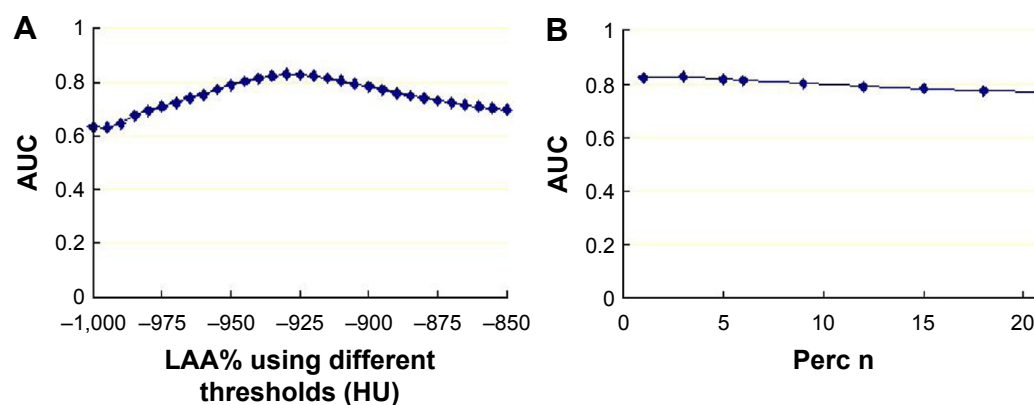 A
AUC
1
0.8
0.6
0.4
0.2
0
–1,000 –975 –950 –925 –900 –875 –850
LAA% using different
thresholds (HU)
B
AUC
1
0.8
0.6
0.4
0.2
0
0 5 10 15 20
Perc n